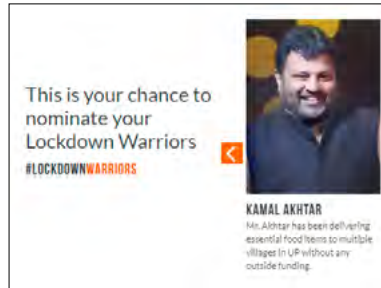 This is your chance to
nominate your
Lockdown Warriors
#LOCKDOWNWARRIORS
KAMAL AKHTAR
Mr. Akhtar has been delivering
essential food items to multiple
villages in UP without any
outside funding.